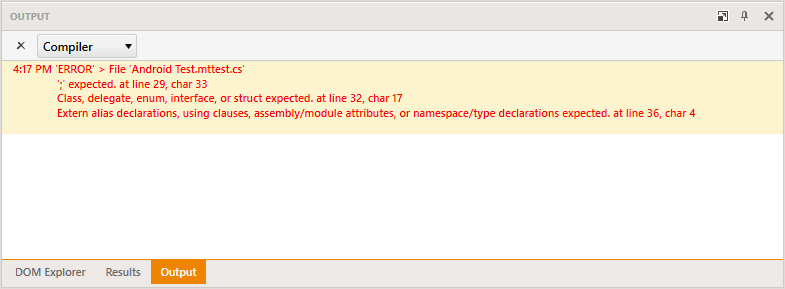 OUTPUT
Compiler
4:17 PM 'ERROR' > File 'Android Test.mttest.cs'
';' expected. at line 29, char 33
Class, delegate, enum, interface, or struct expected. at line 32, char 17
Extern alias declarations, using clauses, assembly/module attributes, or namespace/type declarations expected. at line 36, char 4
DOM Explorer Results Output